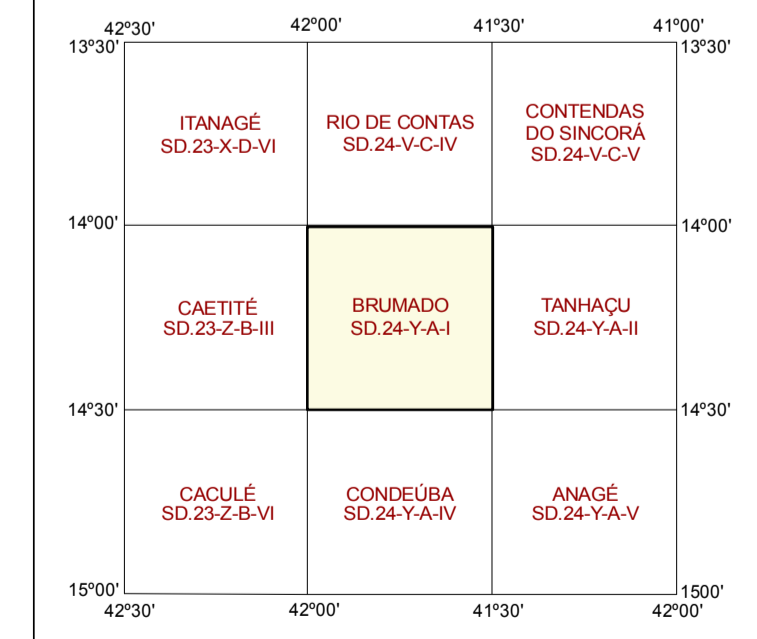 42º30'
42º00'
41º30'
41º00'
13º30'
13º30'
ITANAGÉ
SD.23-X-D-VI
RIO DE CONTAS
SD.24-V-C-IV
CONTENDAS
DO SINCORÁ
SD.24-V-C-V
14º00'
14º00'
CAETITÉ
SD.23-Z-B-III
BRUMADO
SD.24-Y-A-I
TANHAÇU
SD.24-Y-A-II
14º30'
14º30'
CACULÉ
SD.23-Z-B-VI
CONDEÚBA
SD.24-Y-A-IV
ANAGÉ
SD.24-Y-A-V
15º00'
1500'
42º30'
42º00'
41º30'
42º00'